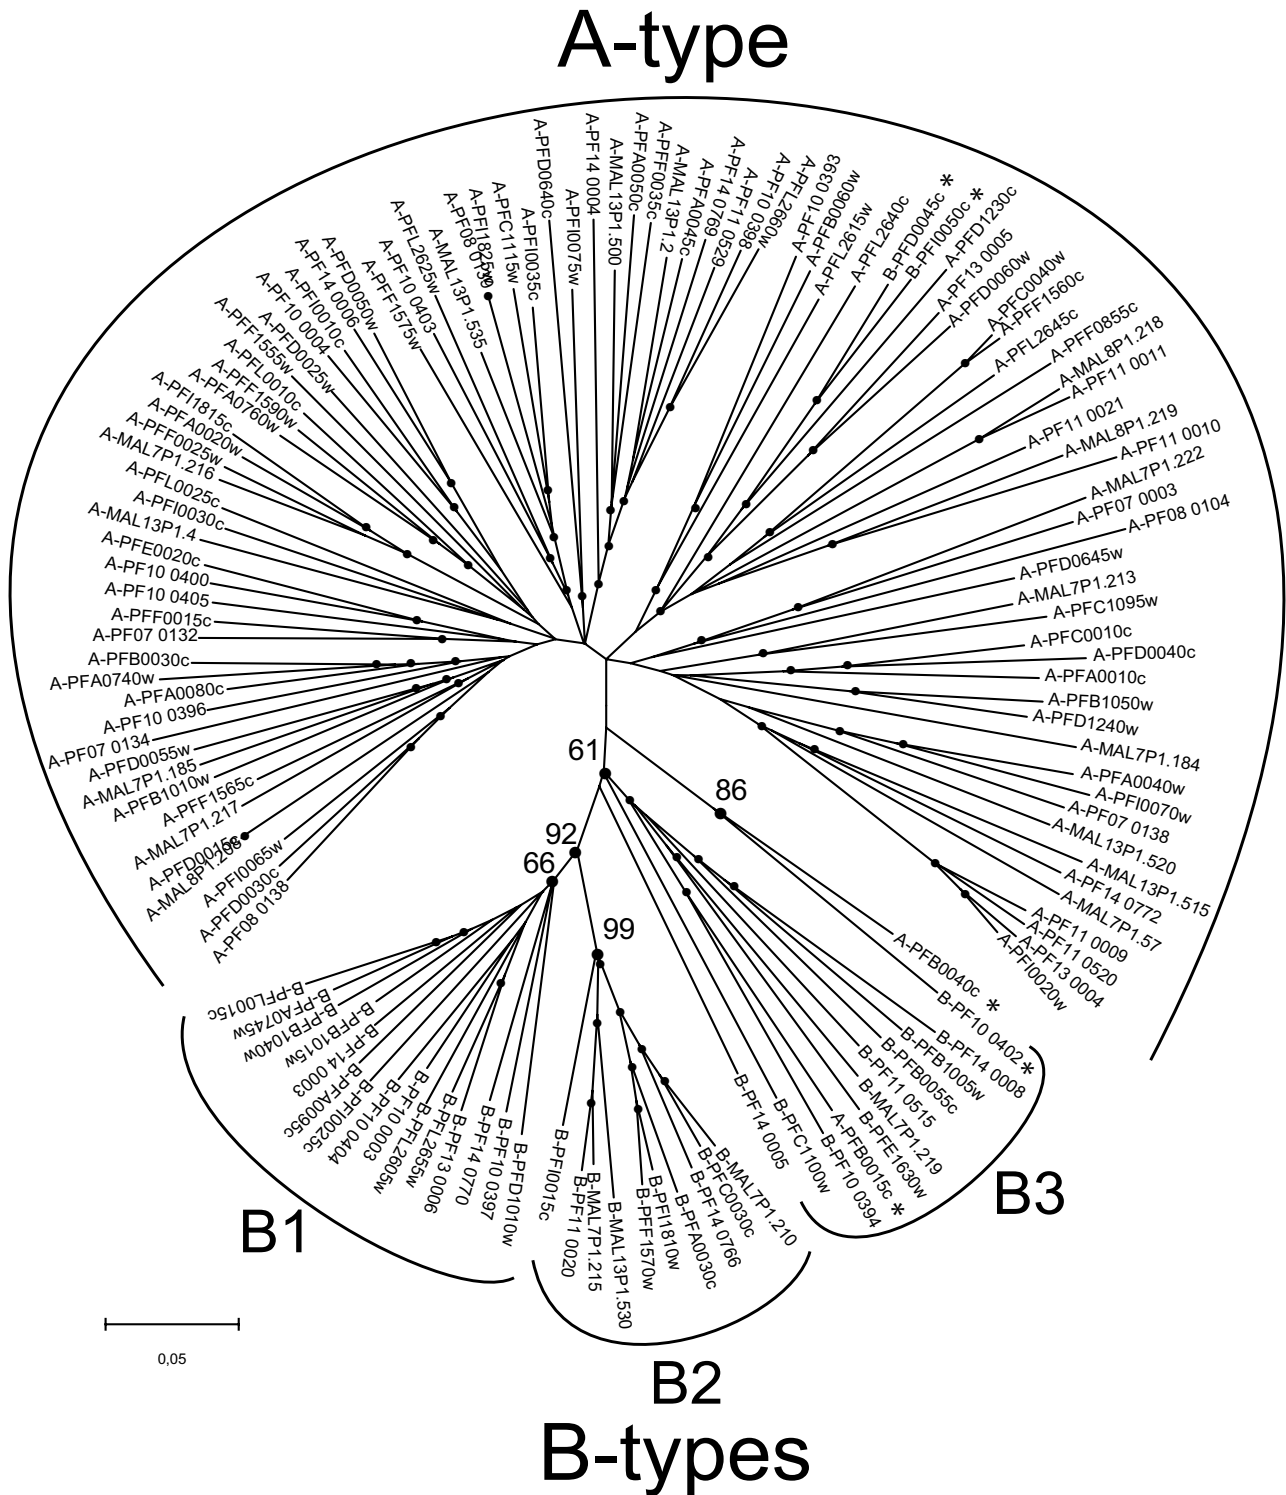 A-type
A-PFD0640c
A-PFI0075w
A-PF14 0004
A-MAL13P1.500
A-PFA0050c
A-PFF0035c
A-MAL13P1.2
A-PFA0045c
A-PF14 0769
A-PF11 0529
A-PF10 0398
A-PFL2660w
A-PF10 0393
A-PFB0060w
A-PFL2615w
A-PFL2640c
B-PFD0045c *
B-PFI0050c *
A-PFD1230c
A-PF13 0005
A-PFD0060w
A-PFC0040w
A-PFF1560c
A-PFL2645c
A-PFF0855c
A-MAL8P1.218
A-PF11 0011
A-PF11 0021
A-MAL8P1.219
A-PF11 0010
A-MAL7P1.222
A-PF07 0003
A-PF08 0104
A-PFD0645w
A-MAL7P1.213
A-PFC1095w
A-PFC0010c
A-PFD0040c
A-PFA0010c
A-PFB1050w
A-PFD1240w
A-MAL7P1.184
A-PFA0040w
A-PFI0070w
A-PF07 0138
A-MAL13P1.520
A-MAL13P1.515
A-PF14 0772
A-MAL7P1.57
A-PF11 0009
A-PF11 0520
A-PF13 0004
A-PFI0020w
A-PFB0040c *
B-PF10 0402 *
B-PF14 0008
B-PFB1005w
B-PFB0055c
B-PF11 0515
B-MAL7P1.219
B-PFE1630w
A-PFB0015c *
B-PF10 0394
B-PFC1100w
B-PF14 0005
B-MAL7P1.210
B-PFC0030c
B-PF14 0766
B-PFA0030c
B-PFI1810w
B-PFF1570w
B-MAL13P1.530
B-MAL7P1.215
B-PF11 0020
B-PFI0015c
B-PFD1010w
B-PF10 0397
B-PF14 0770
B-PF13 0006
B-PFL2655w
B-PFL2605w
B-PF10 0003
B-PF10 0404
B-PFI0025c
B-PFA0095c
B-PF14 0003
B-PFB1015w
B-PFB1040w
B-PFA0745w
B-PFL0015c
A-PF08 0138
A-PFD0030c
A-PFI0065w
A-MAL8P1.208
A-PFD0015c
A-MAL7P1.217
A-PFF1565c
A-PFB1010w
A-MAL7P1.185
A-PFD0055w
A-PF07 0134
A-PF10 0396
A-PFA0080c
A-PFA0740w
A-PFB0030c
A-PF07 0132
A-PFF0015c
A-PF10 0405
A-PF10 0400
A-PFE0020c
A-MAL13P1.4
A-PFI0030c
A-PFL0025c
A-MAL7P1.216
A-PFF0025w
A-PFA0020w
A-PFI1815c
A-PFA0760w
A-PFF1590w
A-PFL0010c
A-PFF1555w
A-PFD0025w
A-PF10 0004
A-PFI0010c
A-PF14 0006
A-PFD0050w
A-PFF1575w
A-PF10 0403
A-PFL2625w
A-MAL13P1.535
A-PFI1825w
A-PFC1115w
A-PFI0035c
61
86
92
66
99
B1
B3
0,05
B2
B-types